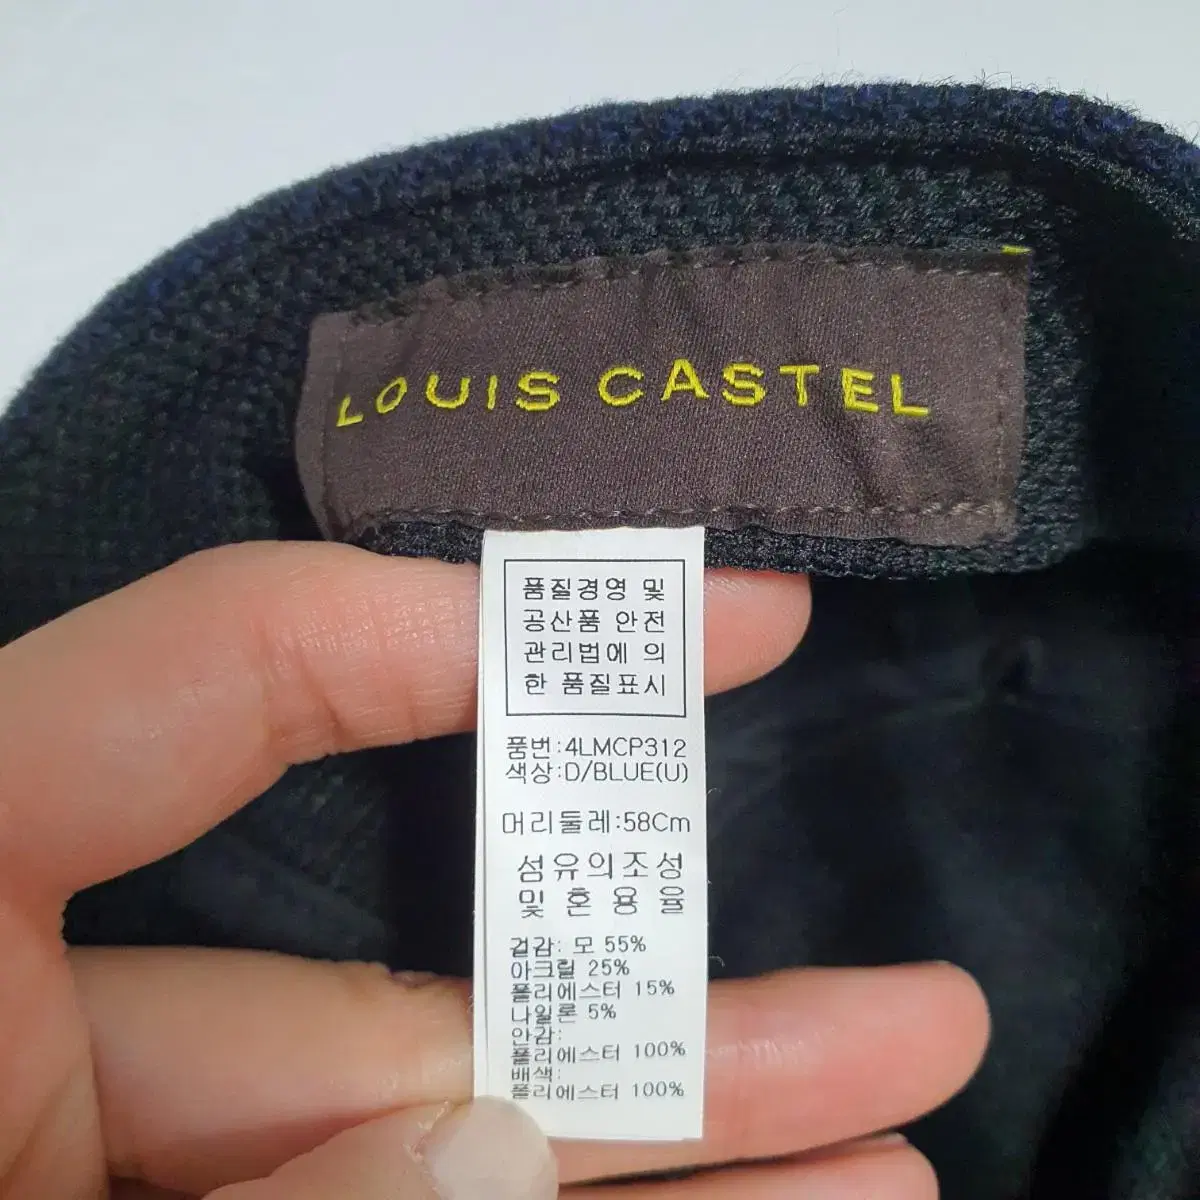 LOUIS CASTEL
품질경영 및
공산품 안전
관리법에 의
한 품질표시
품번:4LMCP312
색상:D/BLUE(U)
머리둘레:58Cm
섬유의조성
및 혼 용 율
겉감: 모 55%
아크릴 25%
폴리에스터 15%
나일론 5%
안감:
폴리에스터 100%
배색:
폴리에스터 100%